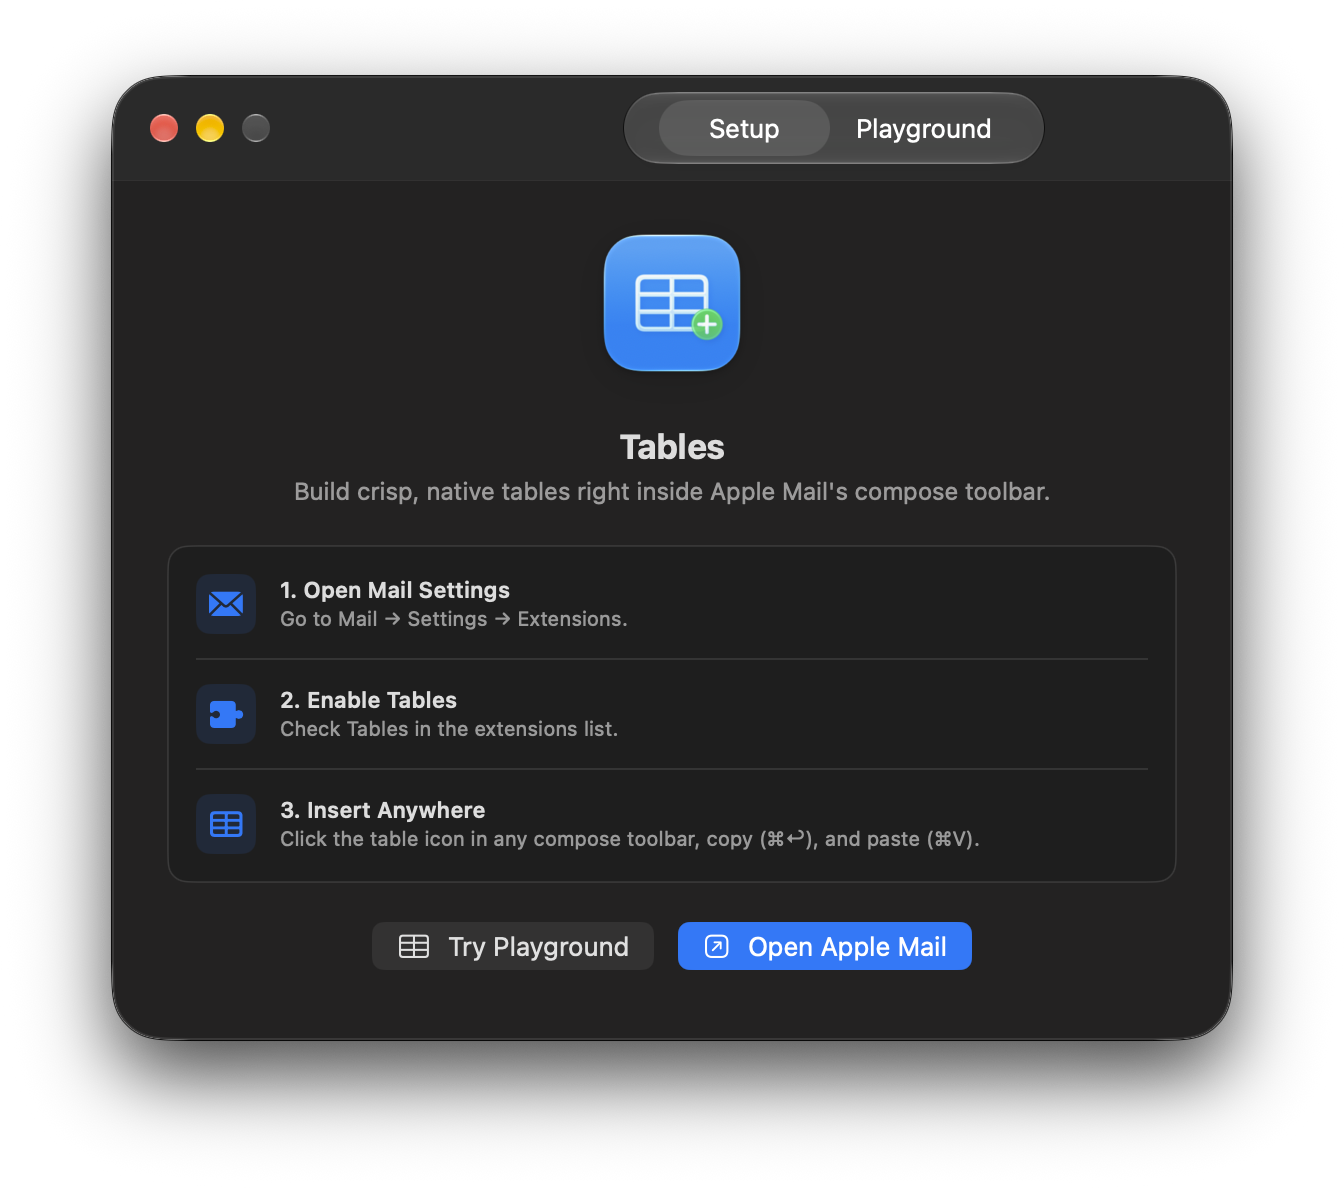 Setup
Playground
Tables
Build crisp, native tables right inside Apple Mail's compose toolbar.
1. Open Mail Settings
Go to Mail → Settings → Extensions.
2. Enable Tables
Check Tables in the extensions list.
3. Insert Anywhere
Click the table icon in any compose toolbar, copy (⌘↩), and paste (⌘V).
Try Playground
Open Apple Mail